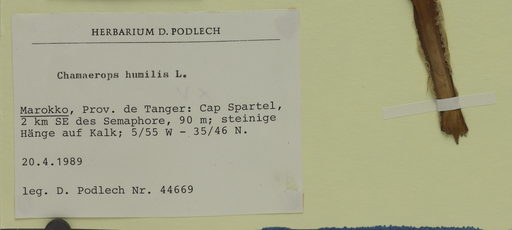 HERBARIUM D. PODLECH
Chamaerops humilis L.
Marokko, Prov. de Tanger: Cap Spartel,
2 km SE des Semaphore, 90 m; steinige
Hänge auf Kalk; 5/55 W - 35/46 N.
20.4.1989
leg. D. Podlech Nr. 44669